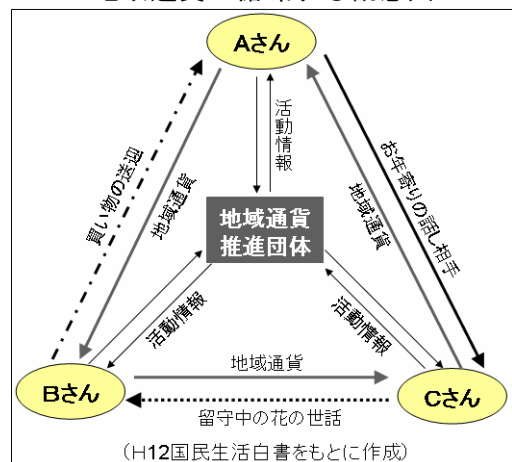 Aさん
活動情報
買い物の送迎
地域通貨
地域通貨
お年寄りの話し相手
地域通貨
推進団体
活動情報
活動情報
Bさん
地域通貨
Cさん
留守中の花の世話
(H12国民生活白書をもとに作成)